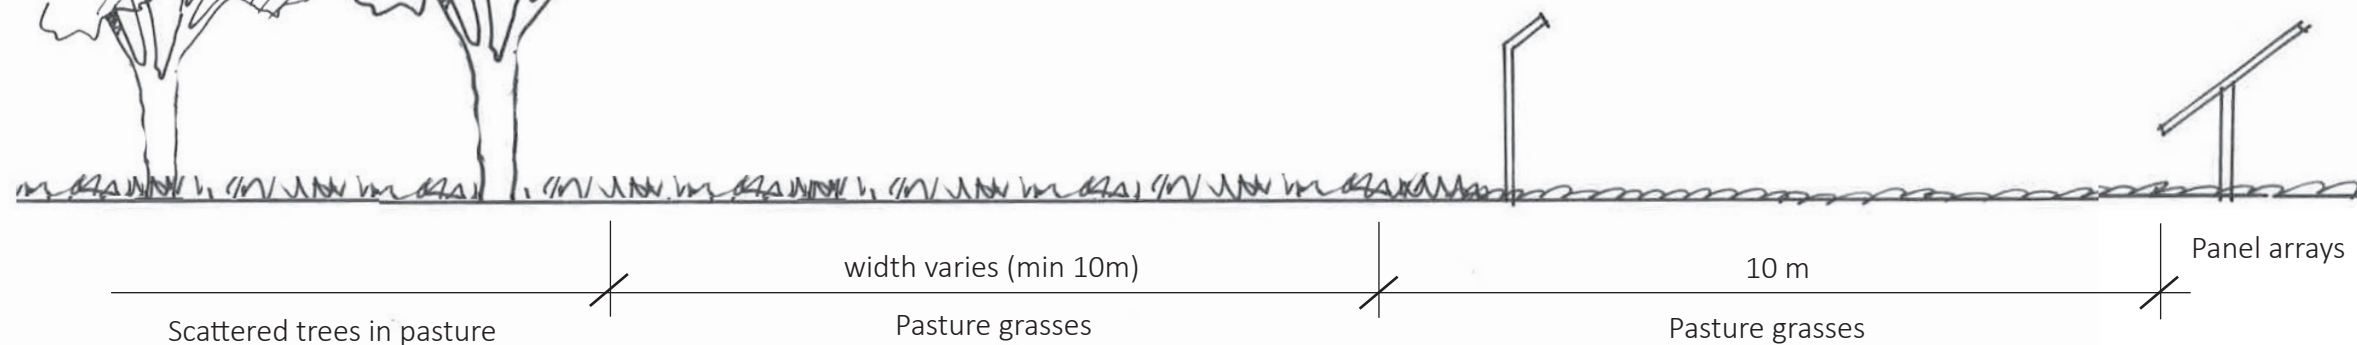 width varies (min 10m)
10 m
Panel arrays
Scattered trees in pasture
Pasture grasses
Pasture grasses